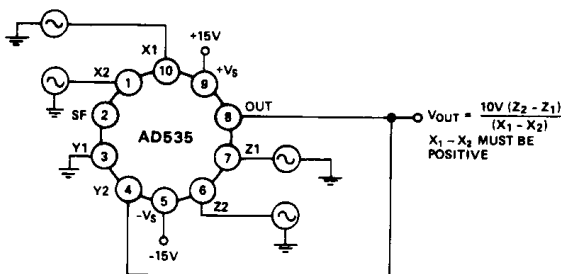 X1
+15V
X2
+VS
10
1
9
SF
2
8
OUT
VOUT = 10V (Z2 - Z1)
(X1 - X2)
X1 - X2 MUST BE
POSITIVE
AD535
Y1
3
7
Z1
Y2
4
5
6
-VS
Z2
-15V